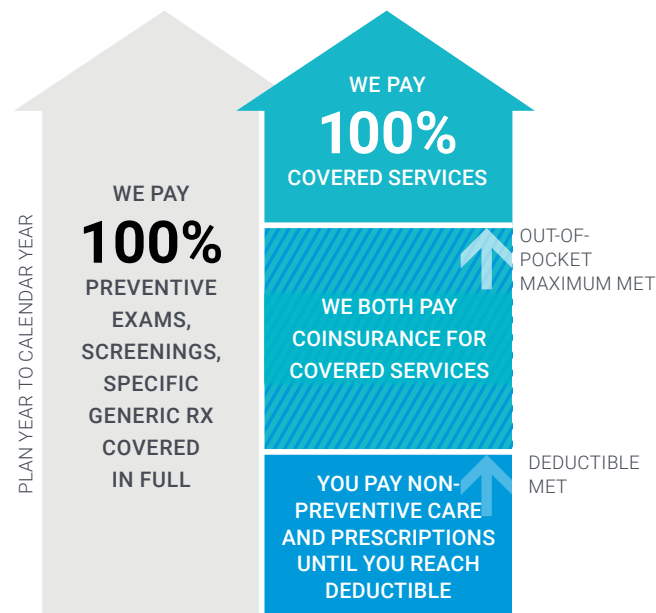 PLAN YEAR TO CALENDAR YEAR
WE PAY
100%
PREVENTIVE
EXAMS,
SCREENINGS,
SPECIFIC
GENERIC RX
COVERED
IN FULL
WE PAY
100%
COVERED SERVICES
OUT-OF-
POCKET
MAXIMUM MET
WE BOTH PAY
COINSURANCE FOR
COVERED SERVICES
DEDUCTIBLE
MET
YOU PAY NON-
PREVENTIVE CARE
AND PRESCRIPTIONS
UNTIL YOU REACH
DEDUCTIBLE